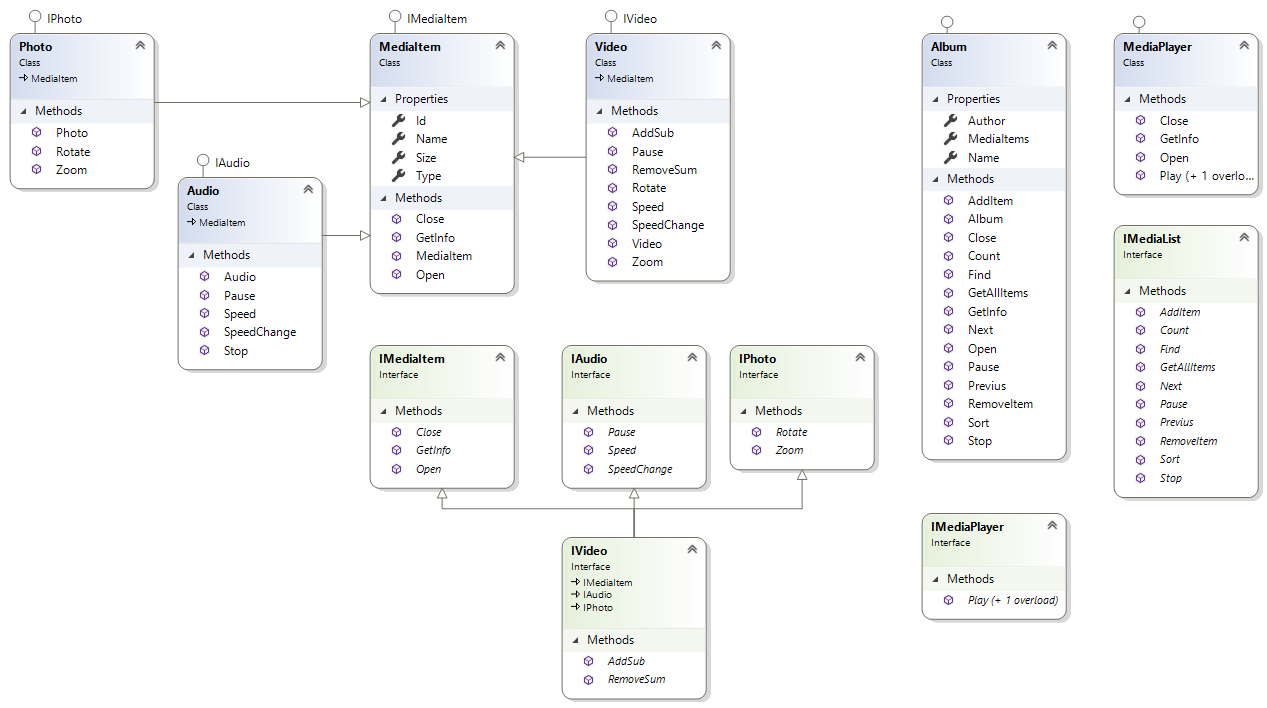 IPhoto
Photo
Class
MediaItem
Methods
Photo
Rotate
Zoom
IAudio
Audio
Class
MediaItem
Methods
Audio
Pause
Speed
SpeedChange
Stop
IMediaItem
MediaItem
Class
Properties
Id
Name
Size
Type
Methods
Close
GetInfo
MediaItem
Open
IVideo
Video
Class
MediaItem
Methods
AddSub
Pause
RemoveSum
Rotate
Speed
SpeedChange
Video
Zoom
IMediaItem
Interface
Methods
Close
GetInfo
Open
IAudio
Interface
Methods
Pause
Speed
SpeedChange
IPhoto
Interface
Methods
Rotate
Zoom
IVideo
Interface
IMediaItem
IAudio
IPhoto
Methods
AddSub
RemoveSum
Album
Class
Properties
Author
MediaItems
Name
Methods
AddItem
Album
Close
Count
Find
GetAllItems
GetInfo
Next
Open
Pause
Previus
RemoveItem
Sort
Stop
MediaPlayer
Class
Methods
Close
GetInfo
Open
Play (+ 1 overlo...
IMediaList
Interface
Methods
AddItem
Count
Find
GetAllItems
Next
Pause
Previus
RemoveItem
Sort
Stop
IMediaPlayer
Interface
Methods
Play (+ 1 overload)